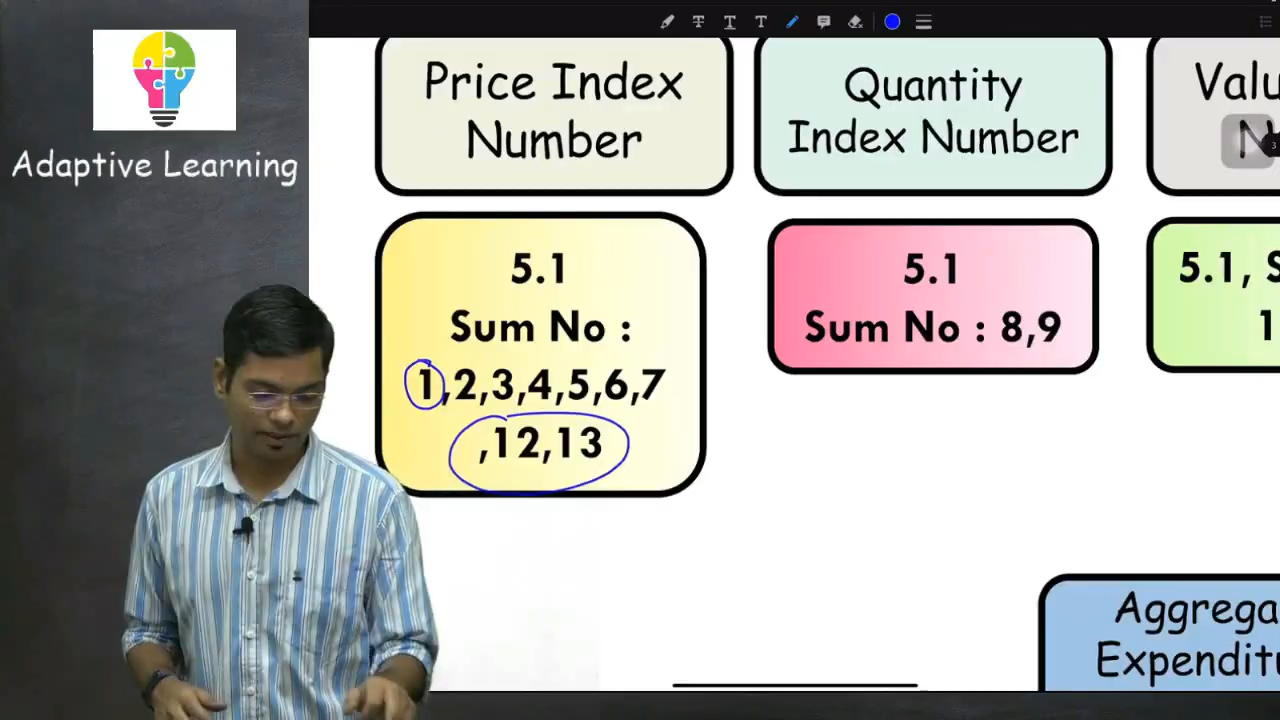 Adaptive Learning
Price Index
Number
Quantity
Index Number
5.1
Sum No :
1,2,3,4,5,6,7
,12,13
5.1
Sum No : 8,9
5.1, S
1
Aggrega
Expenditu